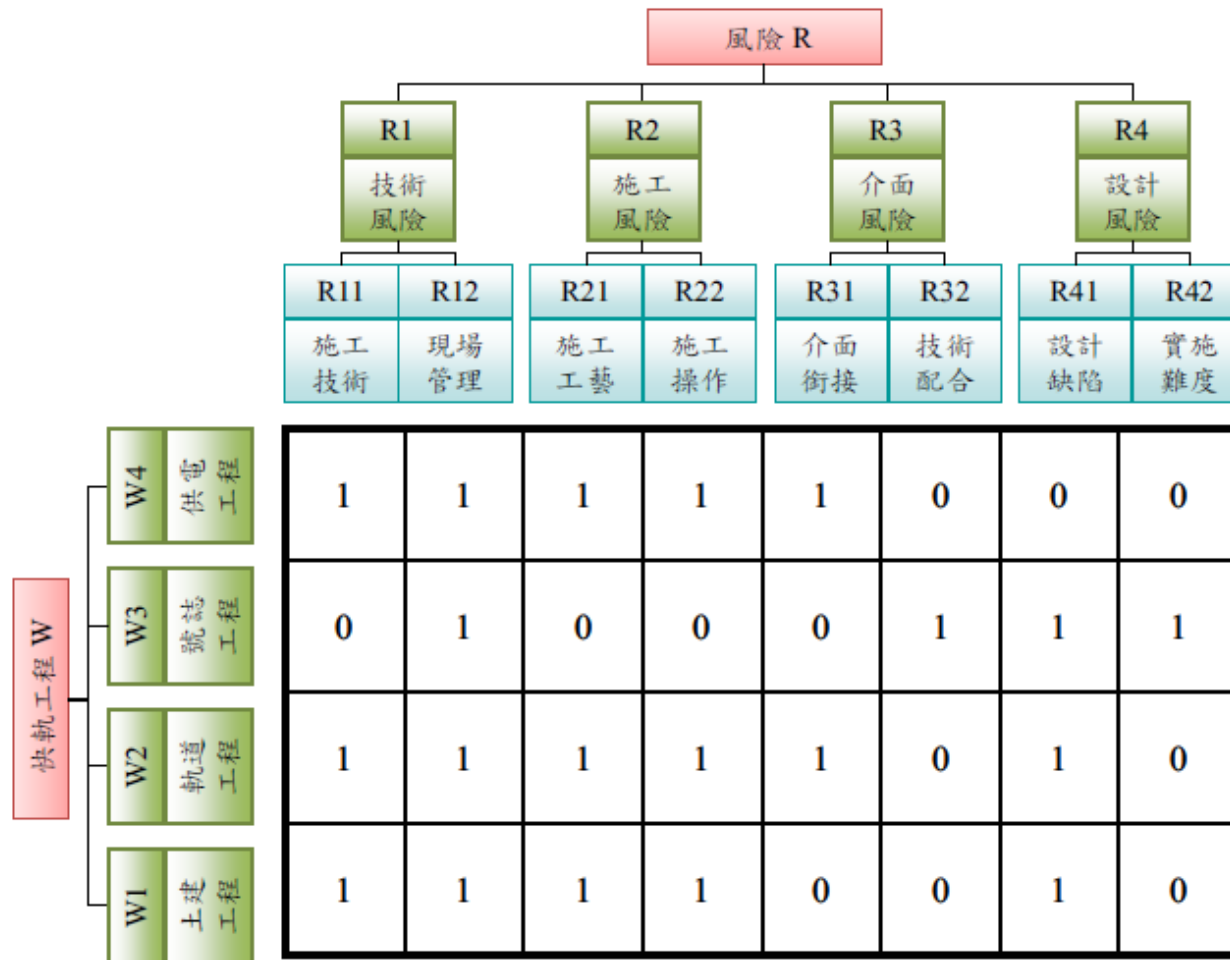 風險 R
R1
R2
R3
R4
技術
風險
施工
風險
介面
風險
設計
風險
R11
R12
R21
R22
R31
R32
R41
R42
施工
技術
現場
管理
施工
工藝
施工
操作
介面
銜接
技術
配合
設計
缺陷
實施
難度
快軌工程 W
W4
供電
工程
1 1 1 1 1 0 0 0
W3
號誌
工程
0 1 0 0 0 1 1 1
W2
軌道
工程
1 1 1 1 1 0 1 0
W1
土建
工程
1 1 1 1 0 0 1 0